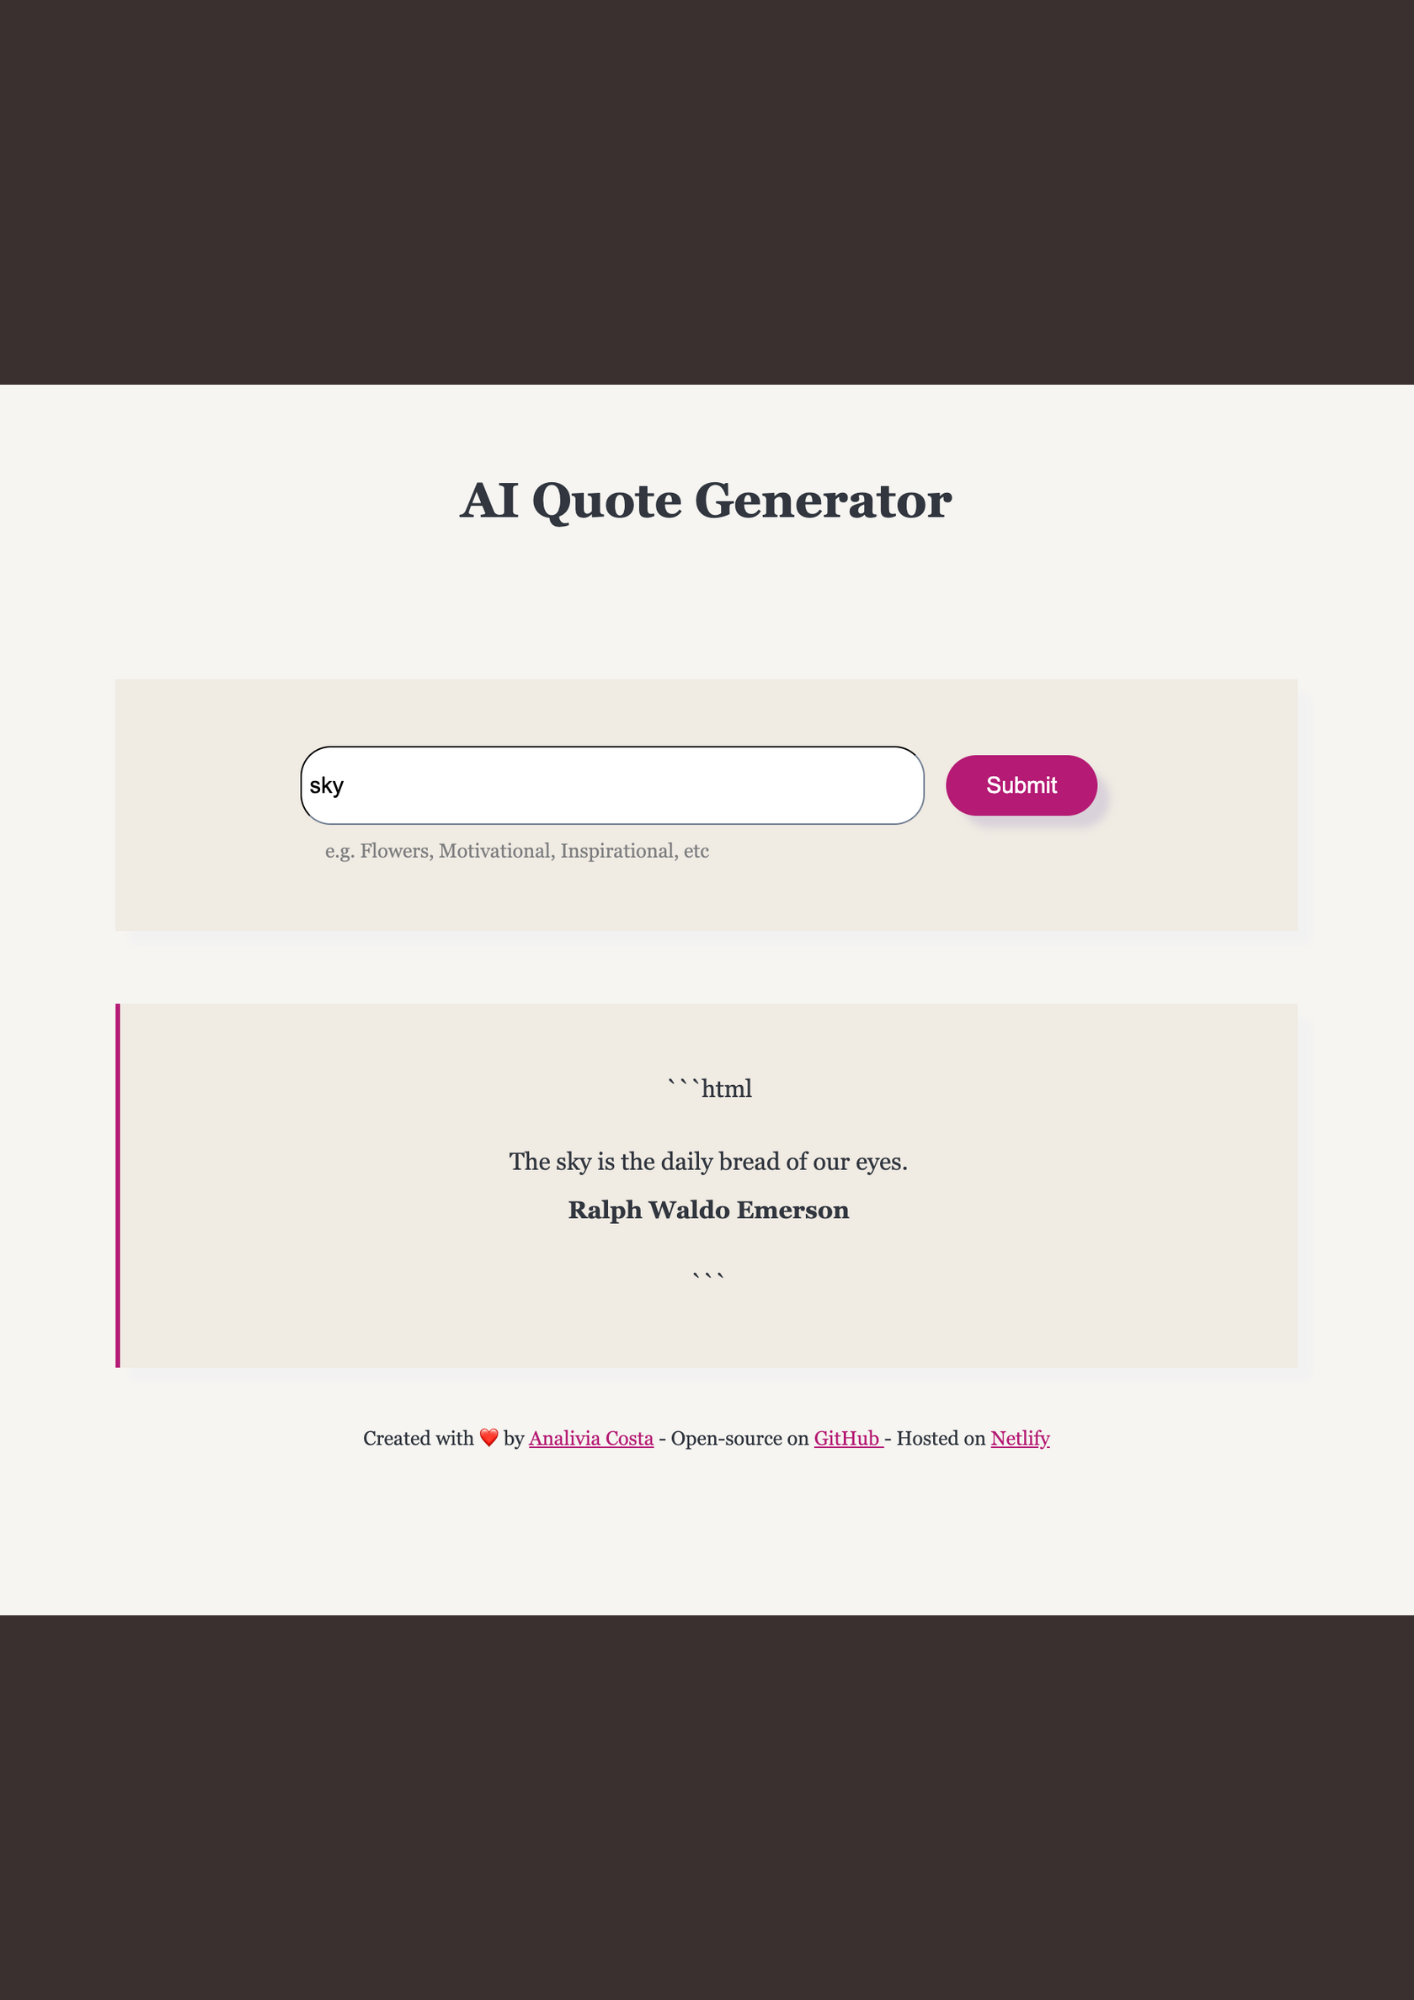 AI Quote Generator
sky
Submit
e.g. Flowers, Motivational, Inspirational, etc
```html
The sky is the daily bread of our eyes.
Ralph Waldo Emerson
```
Created with ❤️ by Analivia Costa - Open-source on GitHub - Hosted on Netlify